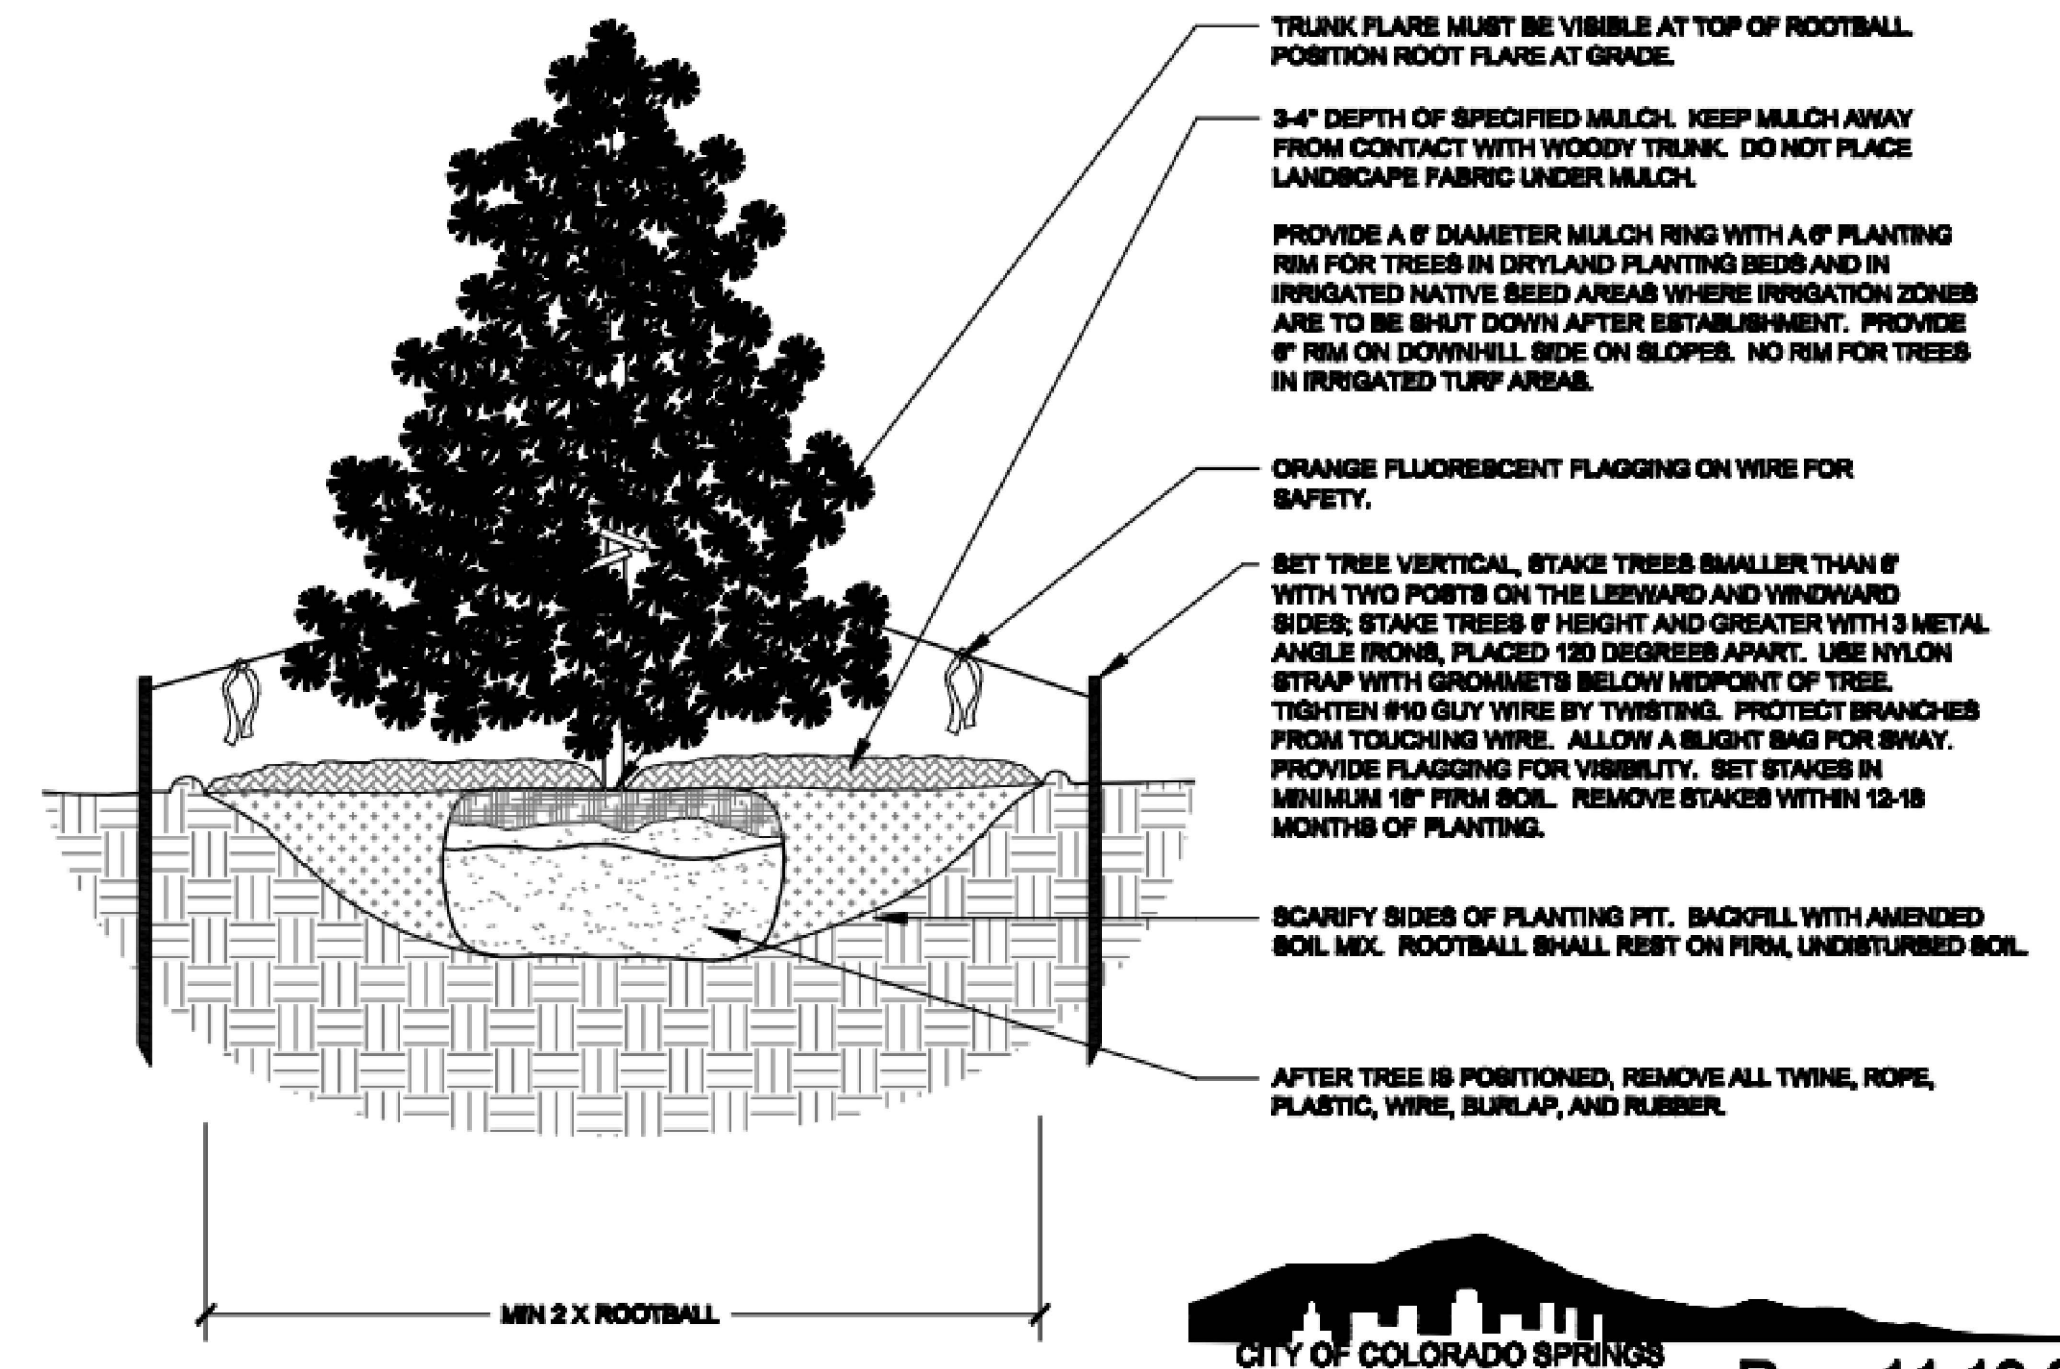 TRUNK FLARE MUST BE VISIBLE AT TOP OF ROOTBALL.
POSITION ROOT FLARE AT GRADE.
3-4" DEPTH OF SPECIFIED MULCH. KEEP MULCH AWAY
FROM CONTACT WITH WOODY TRUNK. DO NOT PLACE
LANDSCAPE FABRIC UNDER MULCH.
PROVIDE A 6' DIAMETER MULCH RING WITH A 6" PLANTING
RIM FOR TREES IN DRYLAND PLANTING BEDS AND IN
IRRIGATED NATIVE SEED AREAS WHERE IRRIGATION ZONES
ARE TO BE SHUT DOWN AFTER ESTABLISHMENT. PROVIDE
6" RIM ON DOWNHILL SIDE ON SLOPES. NO RIM FOR TREES
IN IRRIGATED TURF AREAS.
ORANGE FLUORESCENT FLAGGING ON WIRE FOR
SAFETY.
SET TREE VERTICAL, STAKE TREES SMALLER THAN 6'
WITH TWO POSTS ON THE LEEWARD AND WINDWARD
SIDES; STAKE TREES 6' HEIGHT AND GREATER WITH 3 METAL
ANGLE IRONS, PLACED 120 DEGREES APART. USE NYLON
STRAP WITH GROMMETS BELOW MIDPOINT OF TREE.
TIGHTEN #10 GUY WIRE BY TWISTING. PROTECT BRANCHES
FROM TOUCHING WIRE. ALLOW A SLIGHT SAG FOR SWAY.
PROVIDE FLAGGING FOR VISIBILITY. SET STAKES IN
MINIMUM 18" FIRM SOIL. REMOVE STAKES WITHIN 12-18
MONTHS OF PLANTING.
SCARIFY SIDES OF PLANTING PIT. BACKFILL WITH AMENDED
SOIL MIX. ROOTBALL SHALL REST ON FIRM, UNDISTURBED SOIL.
AFTER TREE IS POSITIONED, REMOVE ALL TWINE, ROPE,
PLASTIC, WIRE, BURLAP, AND RUBBER.
MIN 2 X ROOTBALL
CITY OF COLORADO SPRINGS